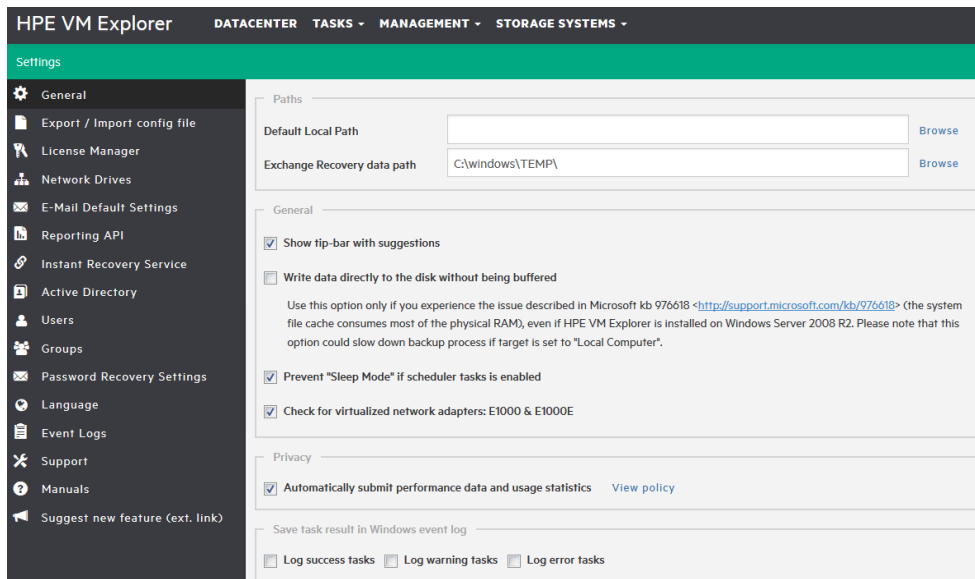 HPE VM Explorer
DATACENTER TASKS MANAGEMENT STORAGE SYSTEMS
Settings
General
Export / Import config file
License Manager
Network Drives
E-Mail Default Settings
Reporting API
Instant Recovery Service
Active Directory
Users
Groups
Password Recovery Settings
Language
Event Logs
Support
Manuals
Suggest new feature (ext. link)
Paths
Default Local Path Browse
Exchange Recovery data path C:\windows\TEMP\ Browse
General
Show tip-bar with suggestions
Write data directly to the disk without being buffered
Use this option only if you experience the issue described in Microsoft kb 976618 <http://support.microsoft.com/kb/976618> (the system
file cache consumes most of the physical RAM), even if HPE VM Explorer is installed on Windows Server 2008 R2. Please note that this
option could slow down backup process if target is set to "Local Computer".
Prevent "Sleep Mode" if scheduler tasks is enabled
Check for virtualized network adapters: E1000 & E1000E
Privacy
Automatically submit performance data and usage statistics View policy
Save task result in Windows event log
Log success tasks Log warning tasks Log error tasks